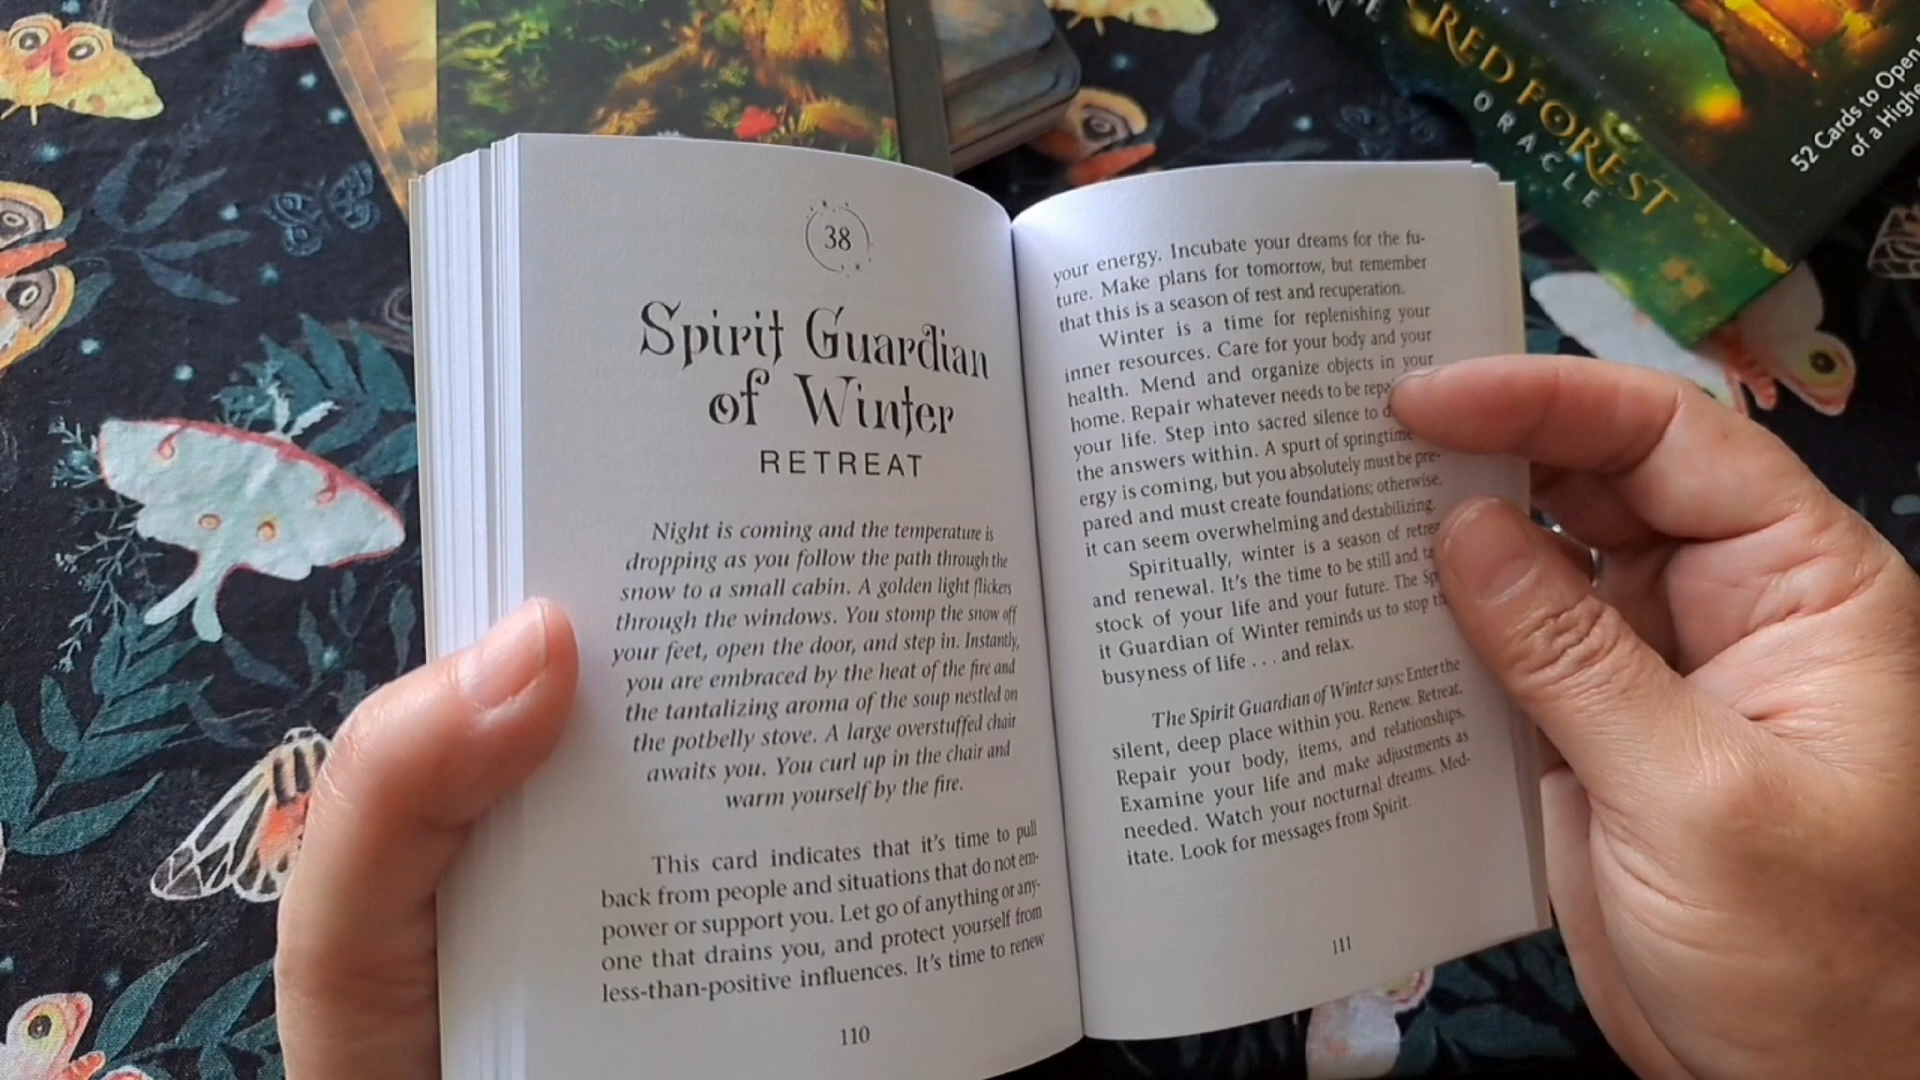 CRED FOREST
ORACLE
52 Cards to Open
of a Highe
38
Spirit Guardian
of Winter
RETREAT
Night is coming and the temperature is
dropping as you follow the path through the
snow to a small cabin. A golden light flickers
through the windows. You stomp the snow off
your feet, open the door, and step in. Instantly,
you are embraced by the heat of the fire and
the tantalizing aroma of the soup nestled on
the potbelly stove. A large overstuffed chair
awaits you. You curl up in the chair and
warm yourself by the fire.
This card indicates that it's time to pull
back from people and situations that do not em-
power or support you. Let go of anything or any-
one that drains you, and protect yourself from
less-than-positive influences. It's time to renew
110
your energy. Incubate your dreams for the fu-
ture. Make plans for tomorrow, but remember
that this is a season of rest and recuperation.
Winter is a time for replenishing your
inner resources. Care for your body and your
health. Mend and organize objects in your
home. Repair whatever needs to be repa
your life. Step into sacred silence to d
the answers within. A spurt of springtime
ergy is coming, but you absolutely must be pre-
pared and must create foundations; otherwise,
it can seem overwhelming and destabilizing.
Spiritually, winter is a season of retrea
and renewal. It's the time to be still and ta
stock of your life and your future. The Sp
it Guardian of Winter reminds us to stop th
busyness of life . . . and relax.
The Spirit Guardian of Winter says: Enter the
silent, deep place within you. Renew. Retreat.
Repair your body, items, and relationships.
Examine your life and make adjustments as
needed. Watch your nocturnal dreams. Med-
itate. Look for messages from Spirit.
111